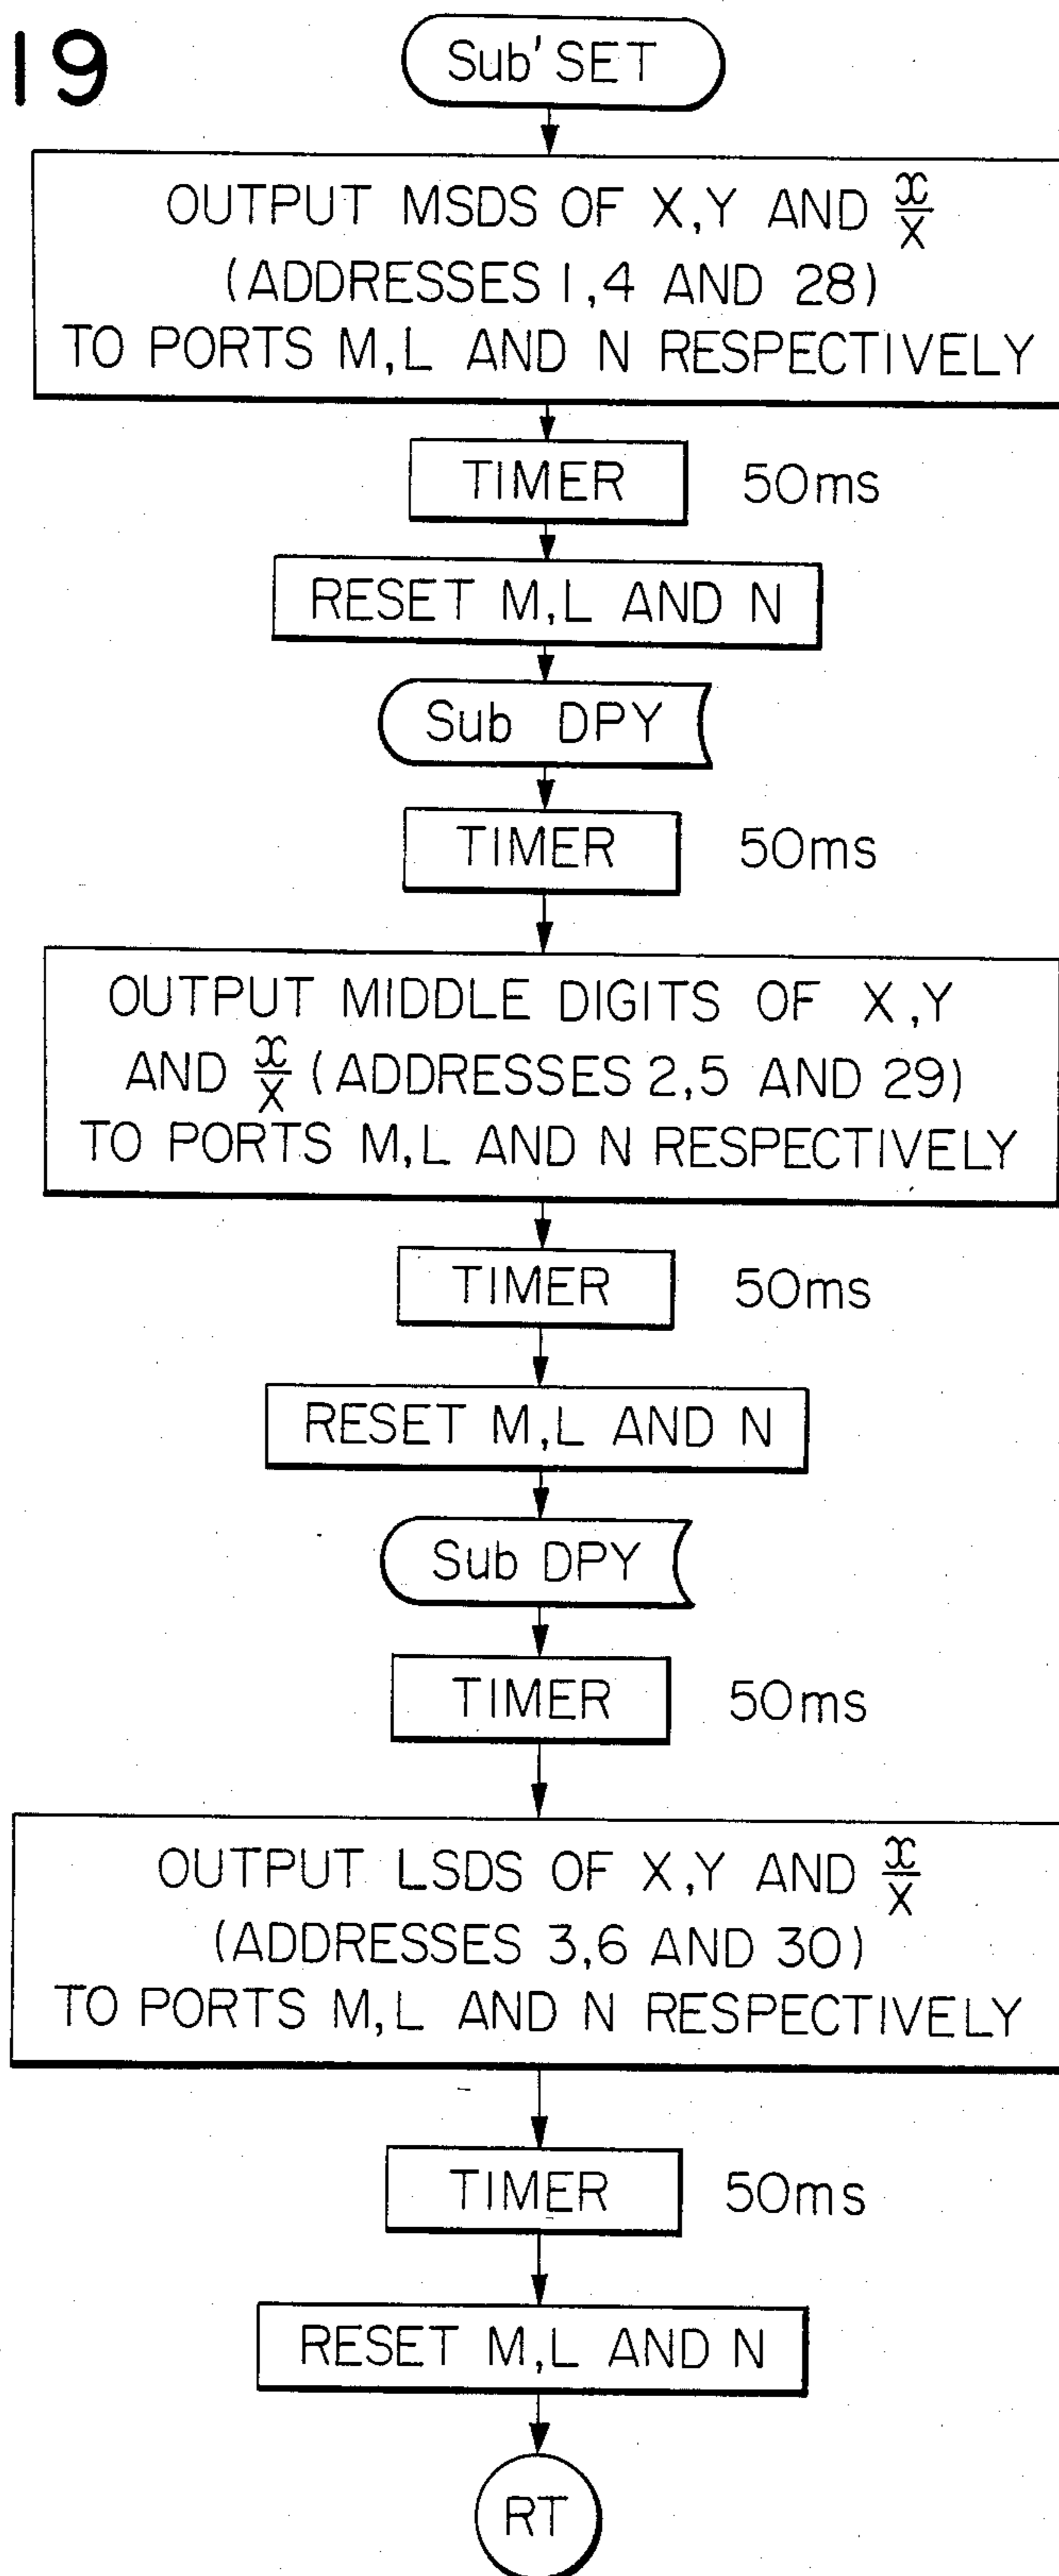 19
Sub' SET
OUTPUT MSDS OF X,Y AND x/X
(ADDRESSES 1,4 AND 28)
TO PORTS M,L AND N RESPECTIVELY
TIMER 50ms
RESET M,L AND N
Sub DPY
TIMER 50ms
OUTPUT MIDDLE DIGITS OF X,Y
AND x/X (ADDRESSES 2,5 AND 29)
TO PORTS M,L AND N RESPECTIVELY
TIMER 50ms
RESET M,L AND N
Sub DPY
TIMER 50ms
OUTPUT LSDS OF X,Y AND x/X
(ADDRESSES 3,6 AND 30)
TO PORTS M,L AND N RESPECTIVELY
TIMER 50ms
RESET M,L AND N
RT